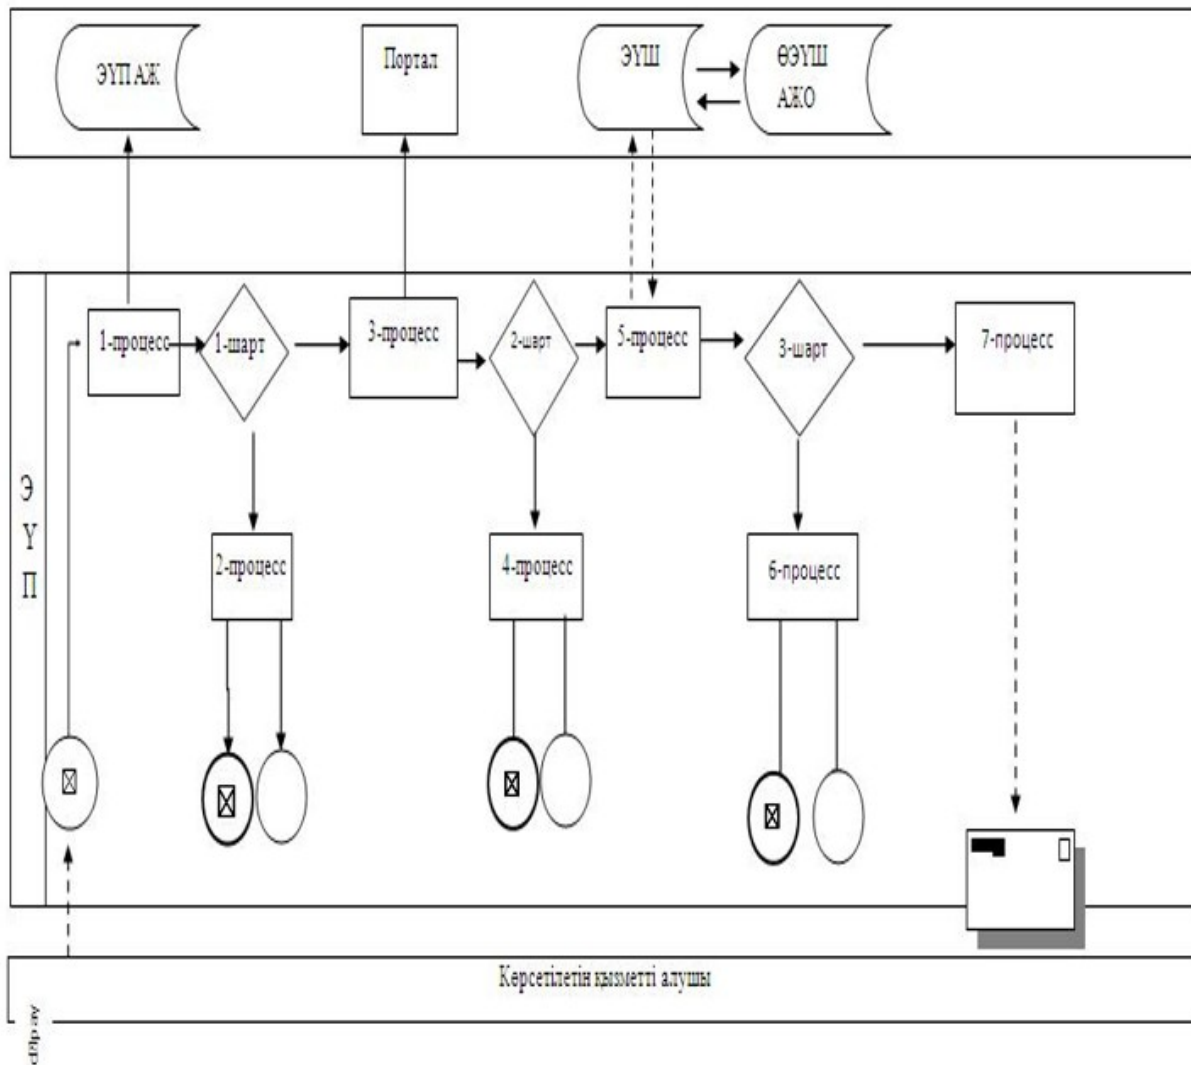 ЭҮП АЖ
Портал
ЭҮШ
ӨЭҮШ
АЖО
1-процесс
1-шарт
3-процесс
2-шарт
5-процесс
3-шарт
7-процесс
Э
Ү
П
2-процесс
4-процесс
6-процесс
Көрсетілетін қызметті алушы